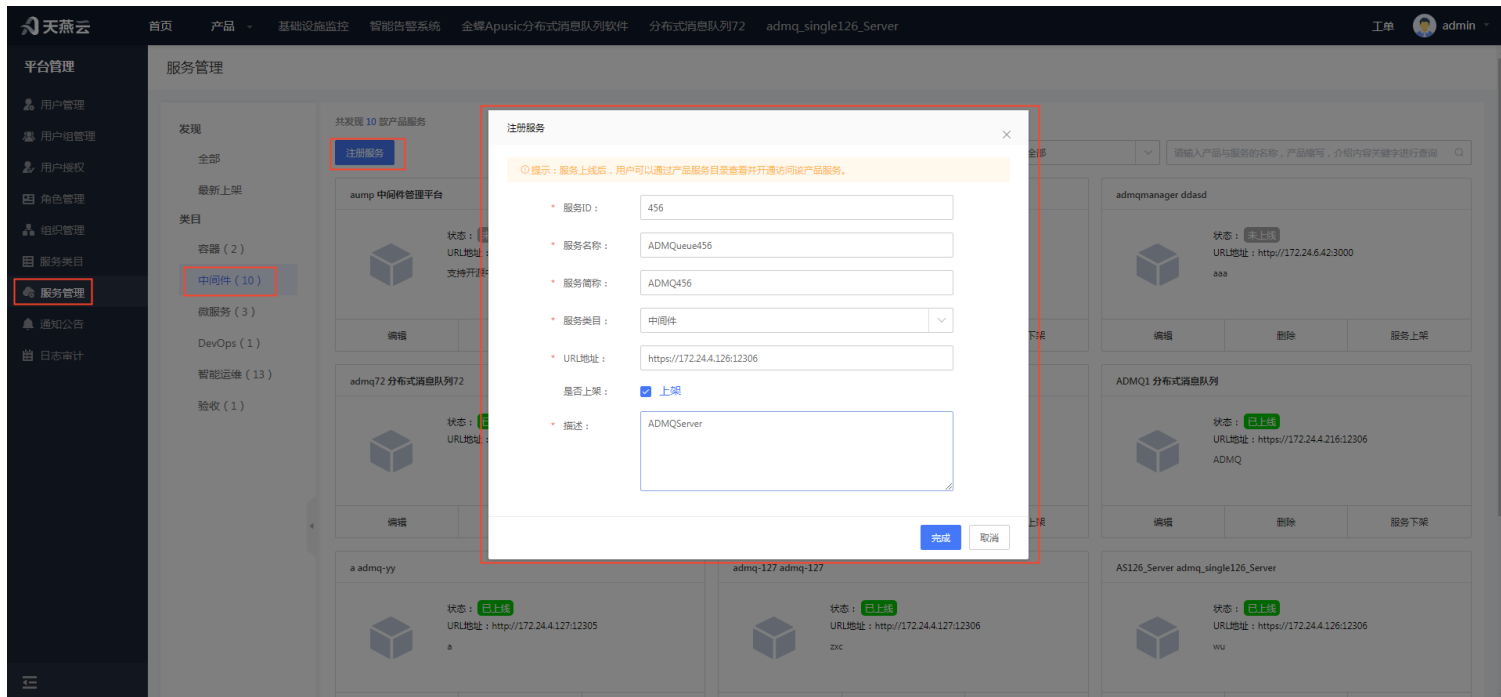 天燕云 首页 产品 基础设施监控 智能告警系统 金蝶Apusic分布式消息队列软件 分布式消息队列72 admq_single126_Server 工单 admin
平台管理
用户管理
用户组管理
用户授权
角色管理
组织管理
服务类目
服务管理
通知公告
日志审计
服务管理
发现
全部
最新上架
类目
容器 ( 2 )
中间件 ( 10 )
微服务 ( 3 )
DevOps ( 1 )
智能运维 ( 13 )
验收 ( 1 )
共发现 10 款产品服务
注册服务
全部
请输入产品与服务的名称，产品缩写，介绍内容关键字进行查询
aump 中间件管理平台
状态：
URL地址：
支持开源
编辑
下架
admqmanager ddasd
状态： 未上线
URL地址：http://172.24.6.42:3000
aaa
编辑 删除 服务上架
admq72 分布式消息队列72
状态：
URL地址：
编辑
上架
ADMQ1 分布式消息队列
状态： 已上线
URL地址：https://172.24.4.216:12306
ADMQ
编辑 删除 服务下架
a admq-yy
状态： 已上线
URL地址：http://172.24.4.127:12305
a
admq-127 admq-127
状态： 已上线
URL地址：http://172.24.4.127:12306
zxc
AS126_Server admq_single126_Server
状态： 已上线
URL地址：https://172.24.4.126:12306
wu
注册服务
提示：服务上线后，用户可以通过产品服务目录查看并开通访问该产品服务。
* 服务ID： 456
* 服务名称： ADMQueue456
* 服务简称： ADMQ456
* 服务类目： 中间件
* URL地址： https://172.24.4.126:12306
是否上架： 上架
* 描述： ADMQServer
完成 取消